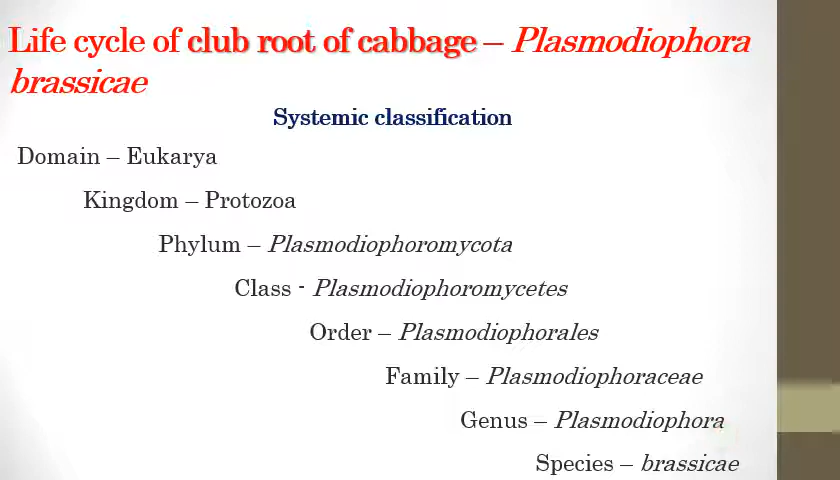 Life cycle of club root of cabbage – Plasmodiophora
brassicae
Systemic classification
Domain – Eukarya
Kingdom – Protozoa
Phylum – Plasmodiophoromycota
Class - Plasmodiophoromycetes
Order – Plasmodiophorales
Family – Plasmodiophoraceae
Genus – Plasmodiophora
Species – brassicae